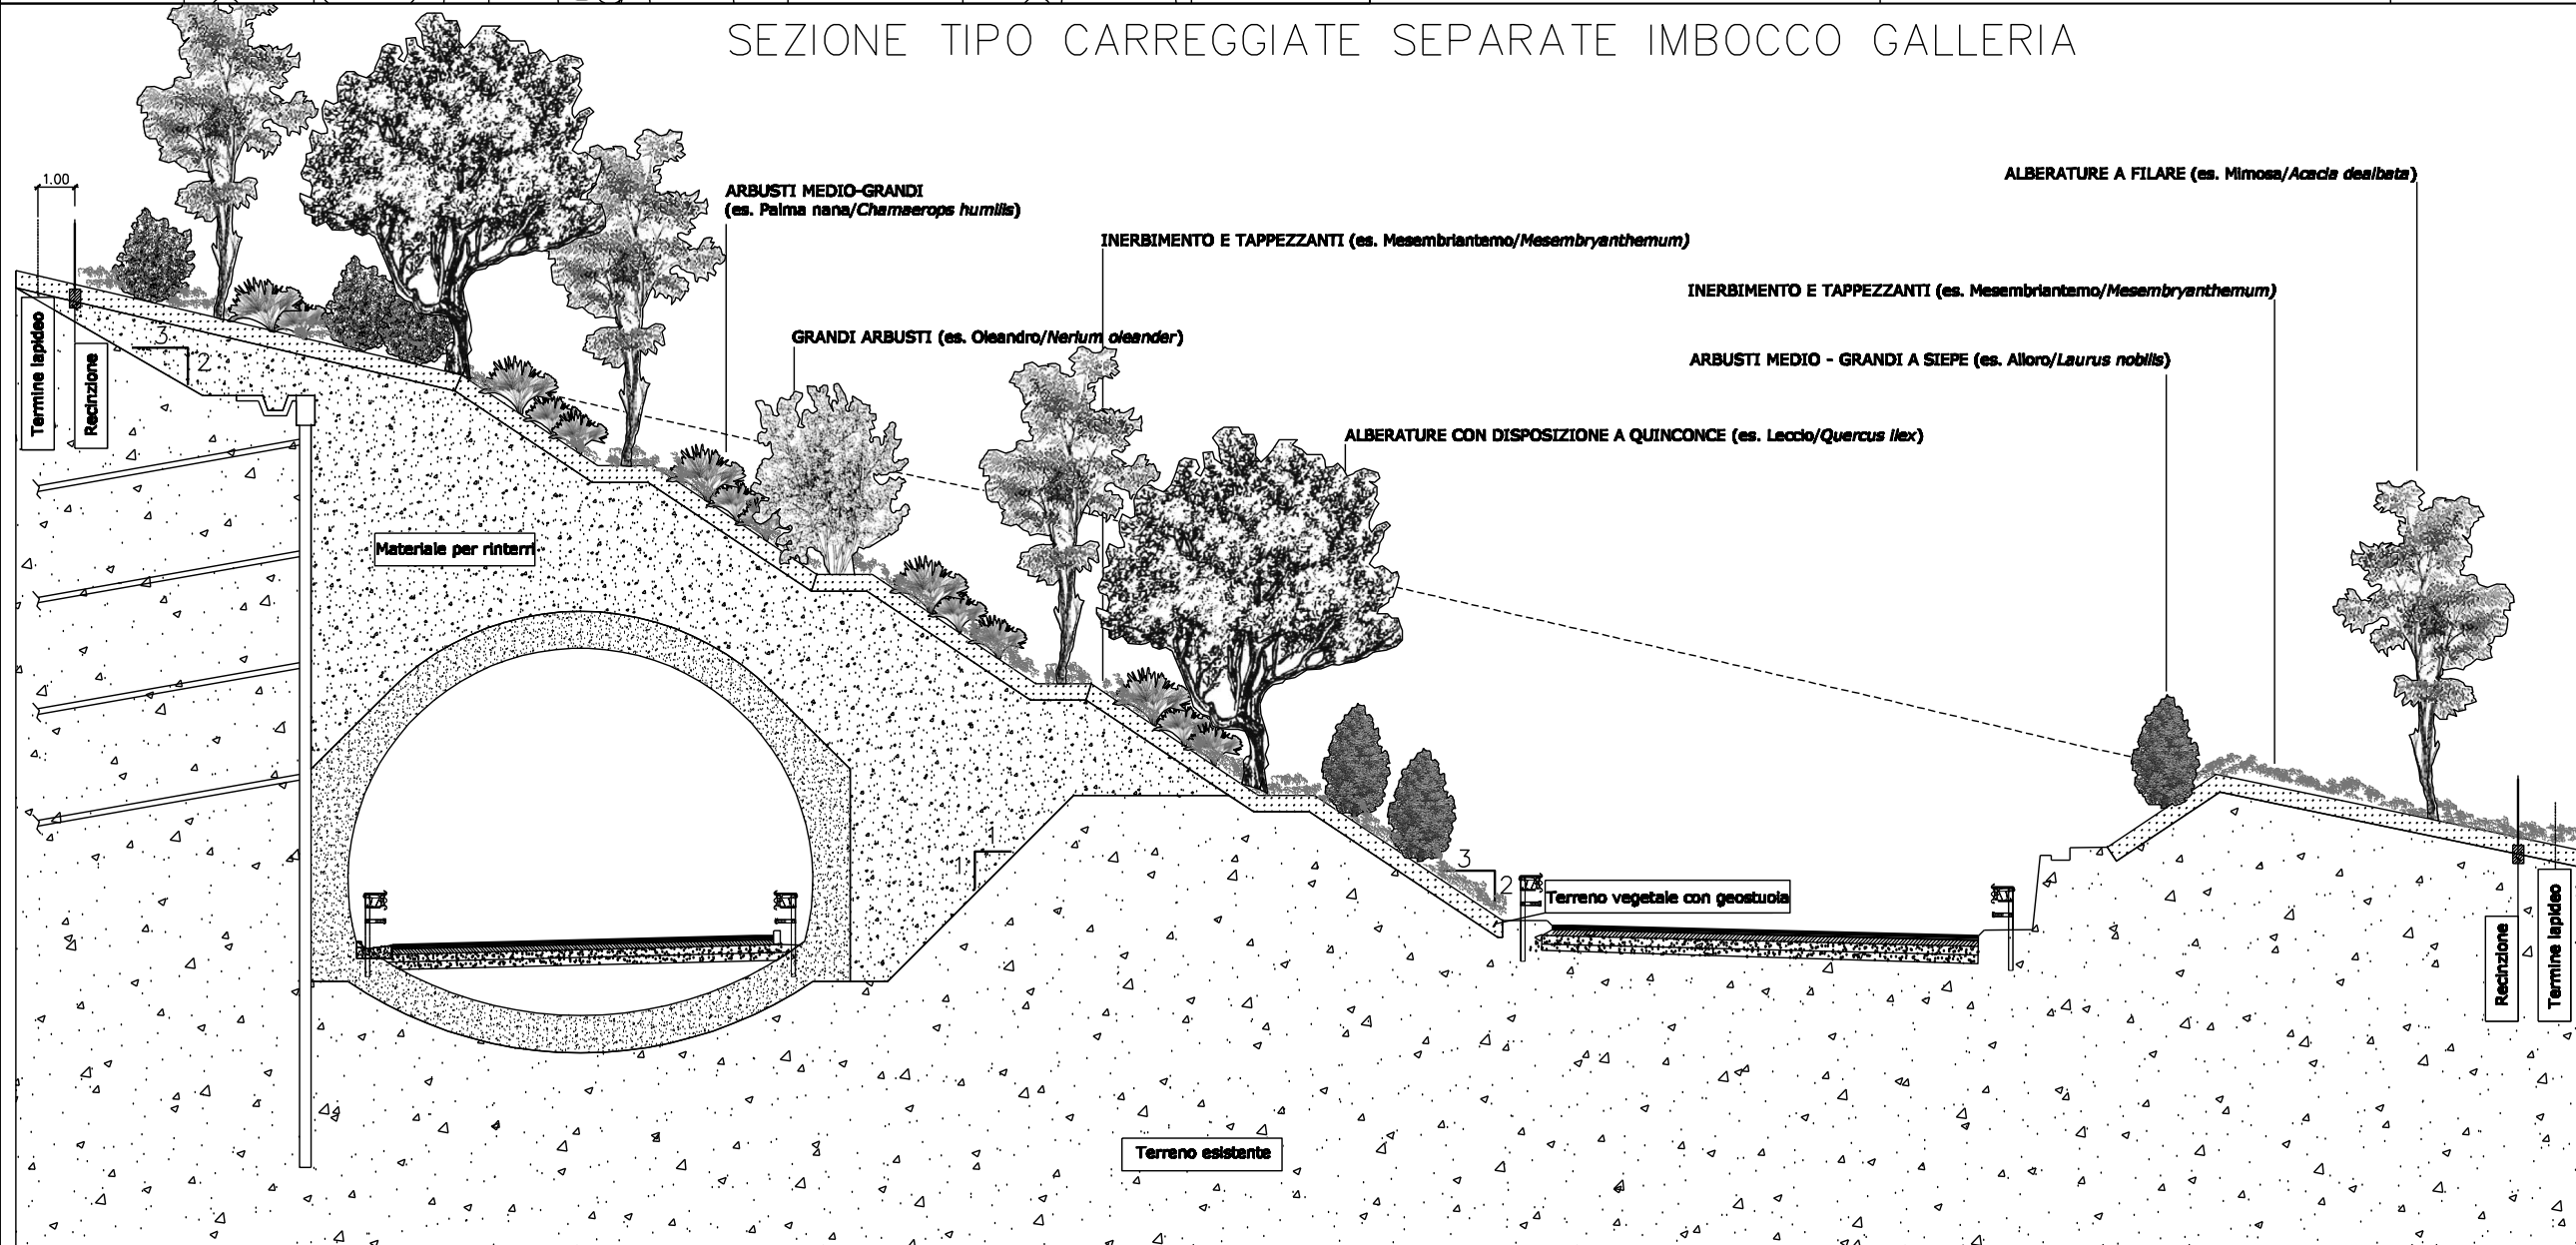 SEZIONE TIPO CARREGGIATE SEPARATE IMBOCCO GALLERIA
ALBERATURE A FILARE (es. Mimosa/Acacia dealbata)
1.00
ARBUSTI MEDIO-GRANDI
(es. Palma nana/Chamaerops humilis)
INERBIMENTO E TAPPEZZANTI (es. Mesembriantemo/Mesembryanthemum)
INERBIMENTO E TAPPEZZANTI (es. Mesembriantemo/Mesembryanthemum)
GRANDI ARBUSTI (es. Oleandro/Nerium oleander)
ARBUSTI MEDIO - GRANDI A SIEPE (es. Alloro/Laurus nobilis)
ALBERATURE CON DISPOSIZIONE A QUINCONCE (es. Leccio/Quercus ilex)
Termine lapideo
Recinzione
3
2
Materiale per rinterri
1
1
3
2
Terreno vegetale con geostuoia
Recinzione
Termine lapideo
Terreno esistente